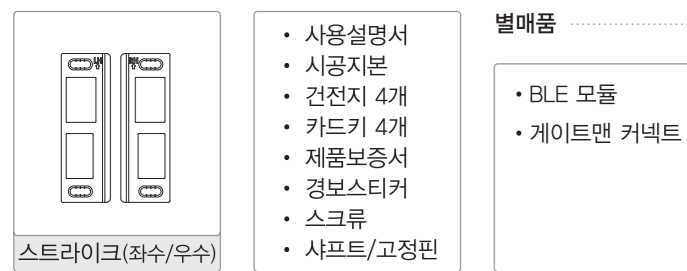 LH
RH
스트라이크(좌수/우수)
• 사용설명서
• 시공지본
• 건전지 4개
• 카드키 4개
• 제품보증서
• 경보스티커
• 스크류
• 샤프트/고정핀
별매품
• BLE 모듈
• 게이트맨 커넥트